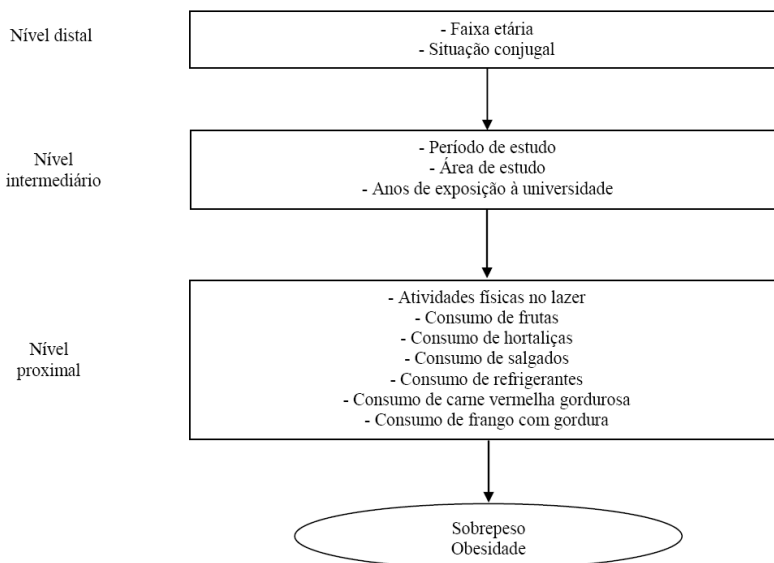 Nível distal
- Faixa etária
- Situação conjugal
Nível
intermediário
- Período de estudo
- Área de estudo
- Anos de exposição à universidade
Nível
proximal
- Atividades físicas no lazer
- Consumo de frutas
- Consumo de hortaliças
- Consumo de salgados
- Consumo de refrigerantes
- Consumo de carne vermelha gordurosa
- Consumo de frango com gordura
Sobrepeso
Obesidade